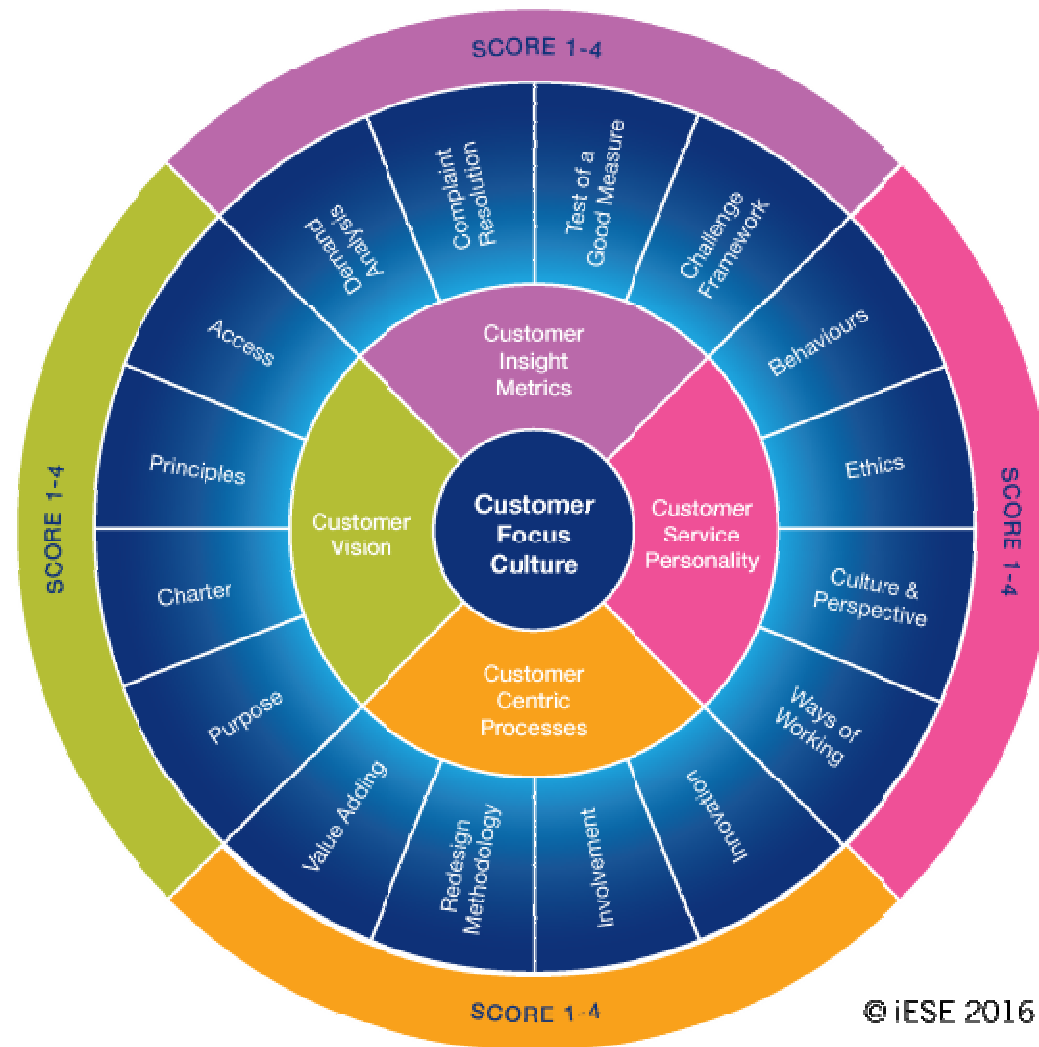 SCORE 1-4
Demand
Analysis
Complaint
Resolution
Test of a
Good Measure
Challenge
Framework
Access
Behaviours
Customer
Insight
Metrics
Principles
Ethics
SCORE 1-4
Customer
Vision
Customer
Focus
Culture
Customer
Service
Personality
SCORE 1-4
Charter
Culture &
Perspective
Purpose
Customer
Centric
Processes
Ways of
Working
Value Adding
Redesign
Methodology
Involvement
Innovation
SCORE 1-4
© iESE 2016